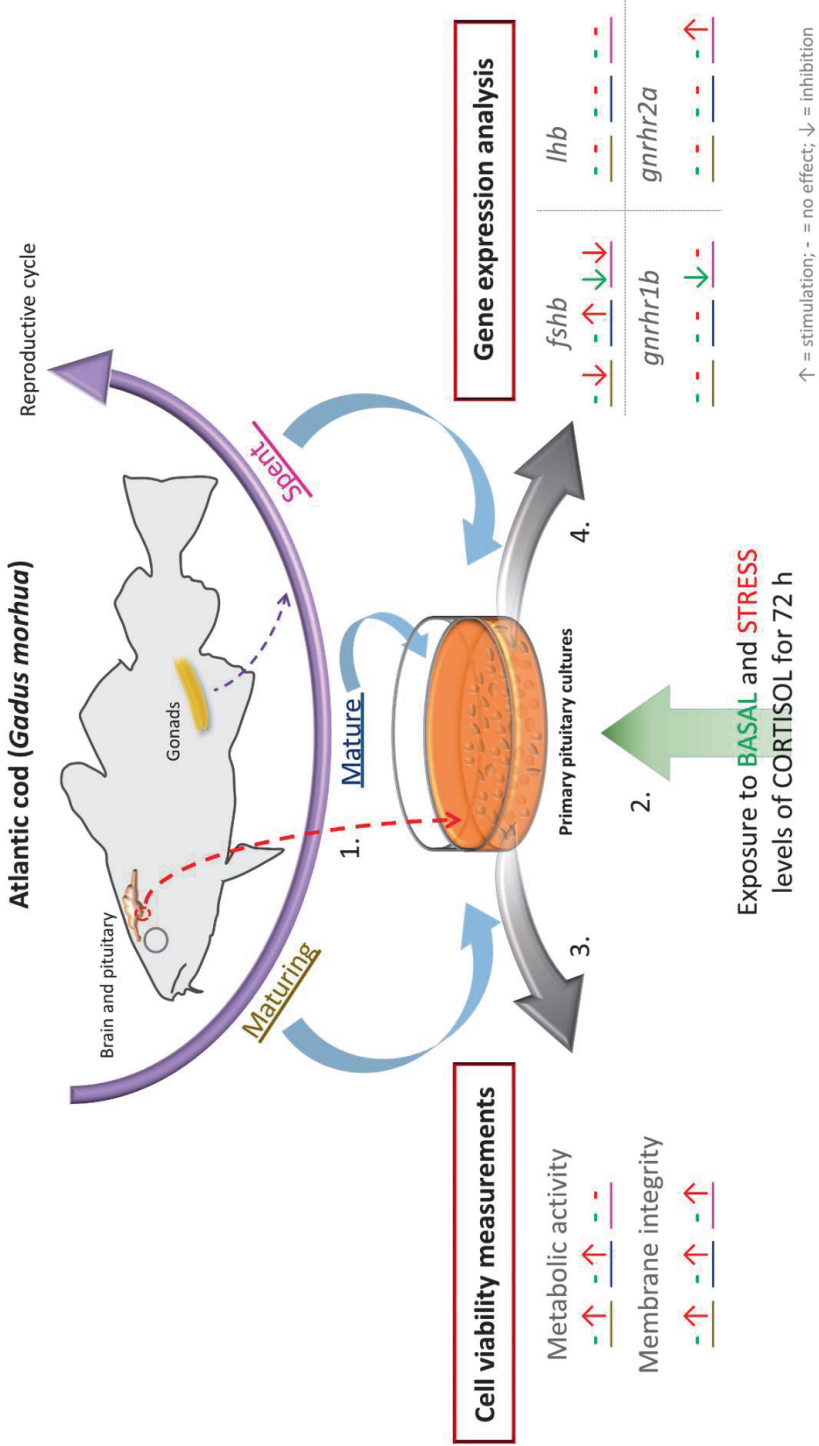 Atlantic cod (Gadus morhua)
Reproductive cycle
Brain and pituitary
Gonads
Maturing
Mature
Spent
1.
Primary pituitary cultures
2.
3.
4.
Exposure to BASAL and STRESS
levels of CORTISOL for 72 h
Cell viability measurements
Metabolic activity
- ↑ - ↑ - -
Membrane integrity
- ↑ - ↑ - ↑
Gene expression analysis
fshb
- ↓ - ↑ ↓ ↓
lhb
- - - - - -
gnrhr1b
- - - - ↓ -
gnrhr2a
- - - - - ↑
↑ = stimulation; - = no effect; ↓ = inhibition